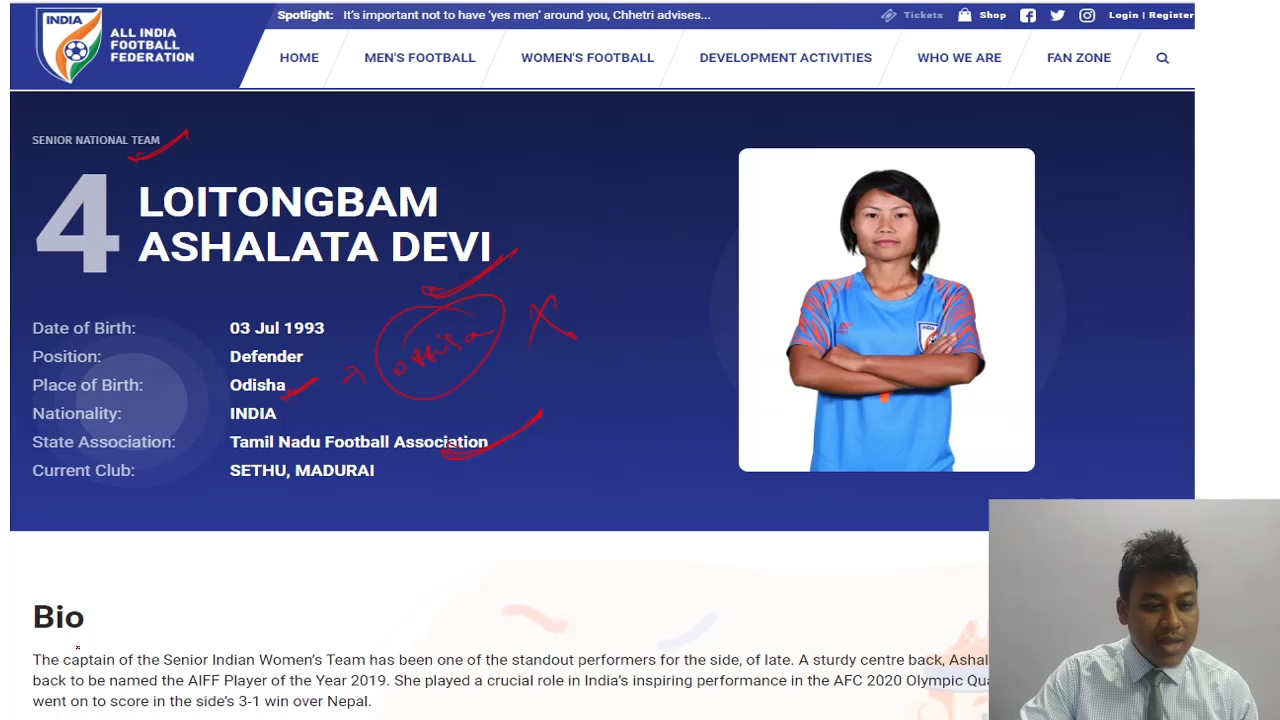 Spotlight: It's important not to have 'yes men' around you, Chhetri advises...
Tickets Shop Login | Register
INDIA
ALL INDIA
FOOTBALL
FEDERATION
HOME MEN'S FOOTBALL WOMEN'S FOOTBALL DEVELOPMENT ACTIVITIES WHO WE ARE FAN ZONE
SENIOR NATIONAL TEAM
4 LOITONGBAM
ASHALATA DEVI
Date of Birth: 03 Jul 1993
Position: Defender
Place of Birth: Odisha
Nationality: INDIA
State Association: Tamil Nadu Football Association
Current Club: SETHU, MADURAI
INDIA
Bio
The captain of the Senior Indian Women's Team has been one of the standout performers for the side, of late. A sturdy centre back, Ashal
back to be named the AIFF Player of the Year 2019. She played a crucial role in India's inspiring performance in the AFC 2020 Olympic Qua
went on to score in the side's 3-1 win over Nepal.